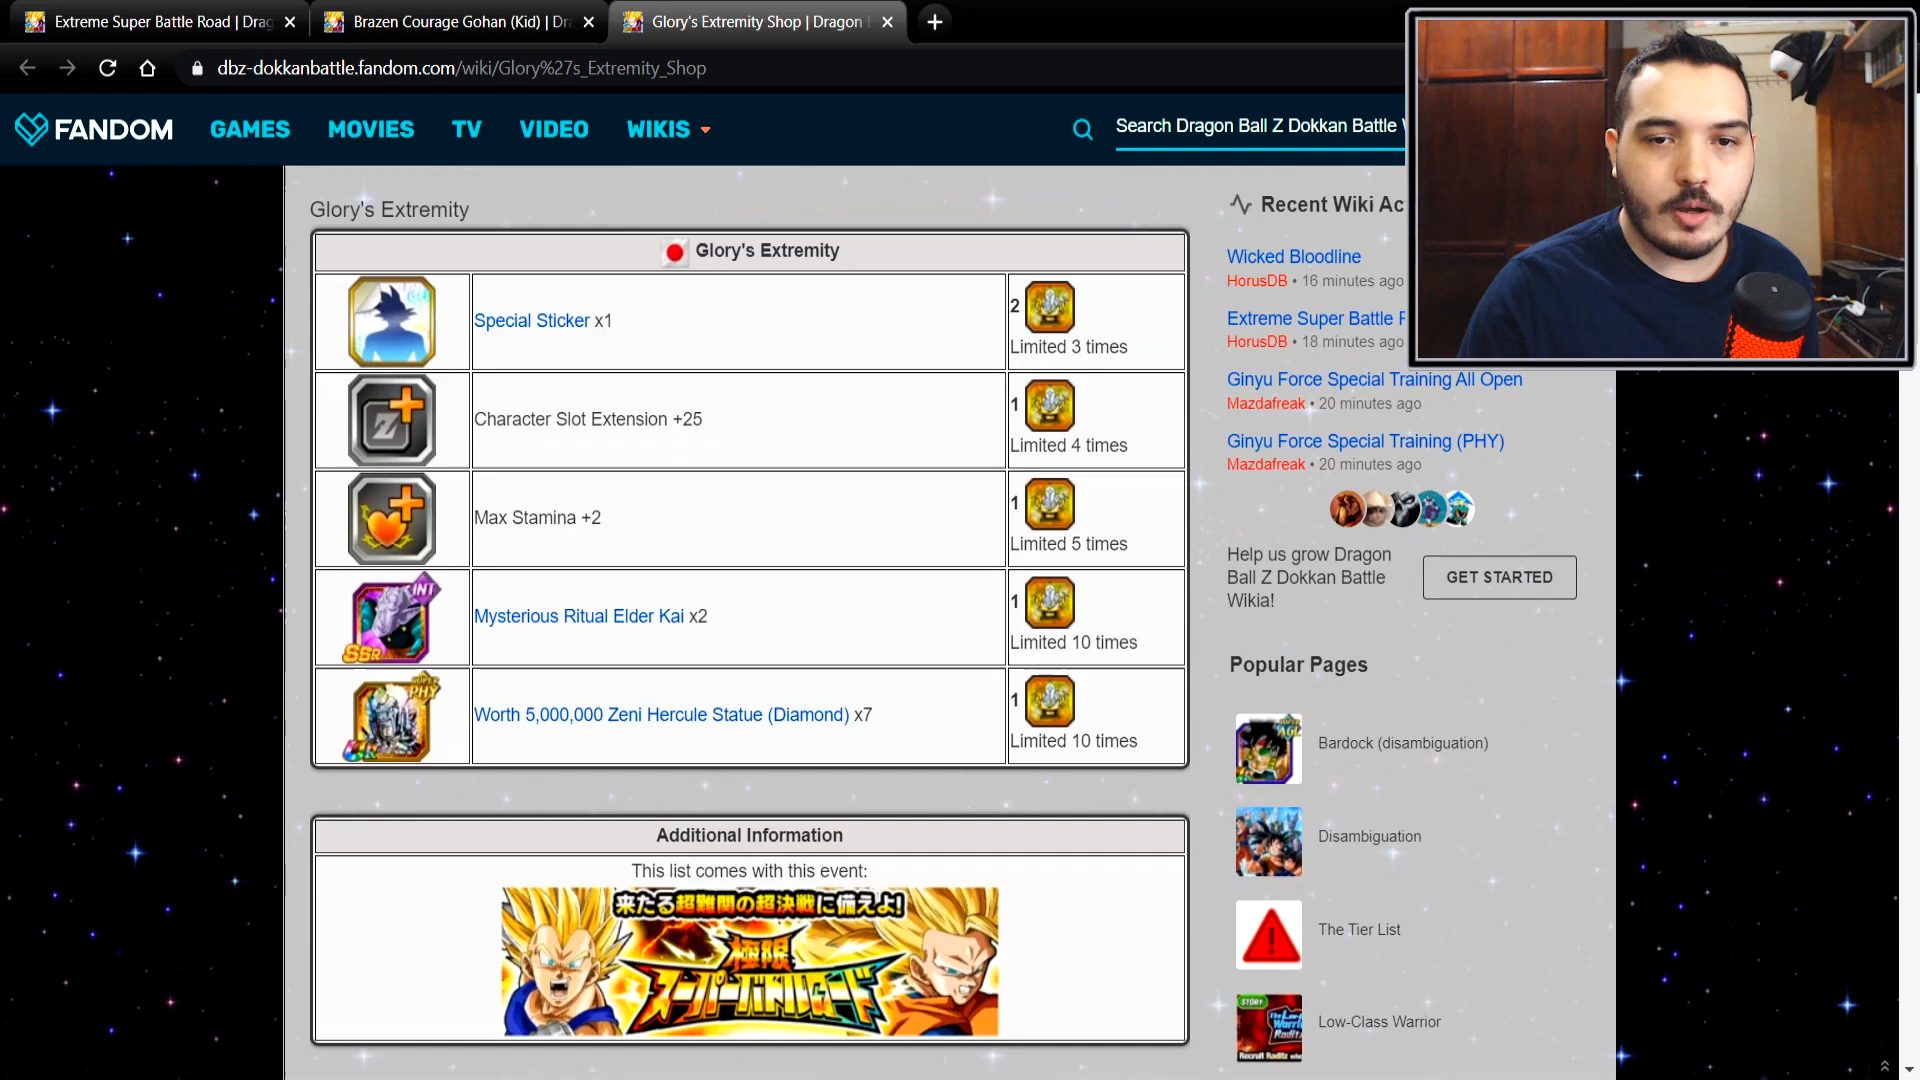 Extreme Super Battle Road | Drag
Brazen Courage Gohan (Kid) | Dr
Glory's Extremity Shop | Dragon
dbz-dokkanbattle.fandom.com/wiki/Glory%27s_Extremity_Shop
FANDOM
GAMES
MOVIES
TV
VIDEO
WIKIS
Search Dragon Ball Z Dokkan Battle
Glory's Extremity
Glory's Extremity
Special Sticker x1
2
Limited 3 times
Character Slot Extension +25
1
Limited 4 times
Max Stamina +2
1
Limited 5 times
INT
SSR
Mysterious Ritual Elder Kai x2
1
Limited 10 times
SUPER
PHY
Worth 5,000,000 Zeni Hercule Statue (Diamond) x7
1
Limited 10 times
Additional Information
This list comes with this event:
来たる超難関の超決戦に備えよ!
極限
スーパーバトルロード
Recent Wiki Ac
Wicked Bloodline
HorusDB • 16 minutes ago
Extreme Super Battle
HorusDB • 18 minutes ago
Ginyu Force Special Training All Open
Mazdafreak • 20 minutes ago
Ginyu Force Special Training (PHY)
Mazdafreak • 20 minutes ago
Help us grow Dragon
Ball Z Dokkan Battle
Wikia!
GET STARTED
Popular Pages
Bardock (disambiguation)
Disambiguation
The Tier List
STORY
Low-Class Warrior